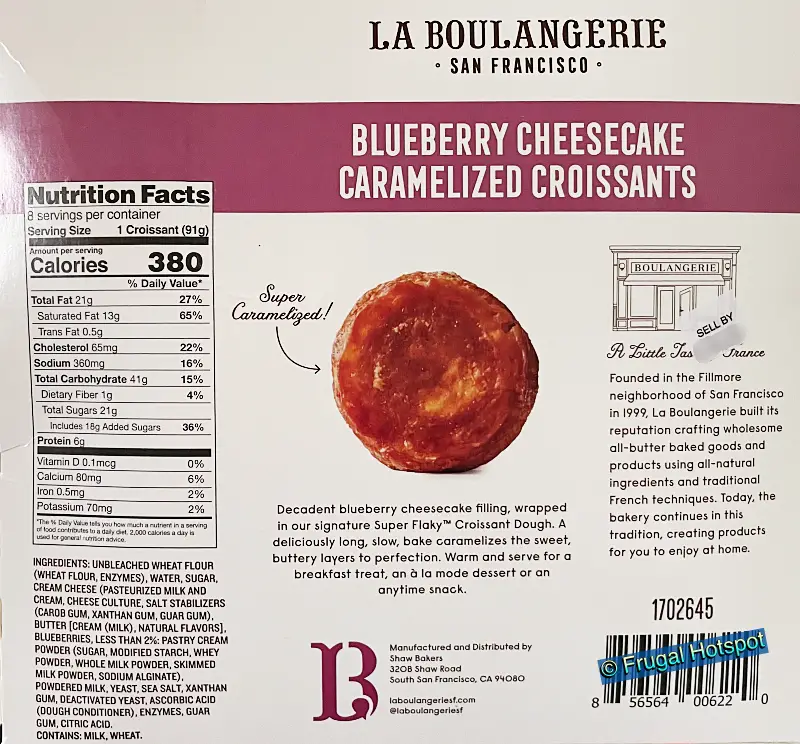 LA BOULANGERIE
° SAN FRANCISCO °
BLUEBERRY CHEESECAKE
CARAMELIZED CROISSANTS
Nutrition Facts
8 servings per container
Serving Size 1 Croissant (91g)
Amount per serving
Calories 380
% Daily Value*
Total Fat 21g 27%
Saturated Fat 13g 65%
Trans Fat 0.5g
Cholesterol 65mg 22%
Sodium 360mg 16%
Total Carbohydrate 41g 15%
Dietary Fiber 1g 4%
Total Sugars 21g
Includes 18g Added Sugars 36%
Protein 6g
Vitamin D 0.1mcg 0%
Calcium 80mg 6%
Iron 0.5mg 2%
Potassium 70mg 2%
*The % Daily Value tells you how much a nutrient in a serving
of food contributes to a daily diet. 2,000 calories a day is
used for general nutrition advice.
INGREDIENTS: UNBLEACHED WHEAT FLOUR
(WHEAT FLOUR, ENZYMES), WATER, SUGAR,
CREAM CHEESE (PASTEURIZED MILK AND
CREAM, CHEESE CULTURE, SALT STABILIZERS
(CAROB GUM, XANTHAN GUM, GUAR GUM),
BUTTER [CREAM (MILK), NATURAL FLAVORS],
BLUEBERRIES, LESS THAN 2%: PASTRY CREAM
POWDER (SUGAR, MODIFIED STARCH, WHEY
POWDER, WHOLE MILK POWDER, SKIMMED
MILK POWDER, SODIUM ALGINATE),
POWDERED MILK, YEAST, SEA SALT, XANTHAN
GUM, DEACTIVATED YEAST, ASCORBIC ACID
(DOUGH CONDITIONER), ENZYMES, GUAR
GUM, CITRIC ACID.
CONTAINS: MILK, WHEAT.
Super
Caramelized!
Decadent blueberry cheesecake filling, wrapped
in our signature Super Flaky™ Croissant Dough. A
deliciously long, slow, bake caramelizes the sweet,
buttery layers to perfection. Warm and serve for a
breakfast treat, an à la mode dessert or an
anytime snack.
B
Manufactured and Distributed by
Shaw Bakers
320B Shaw Road
South San Francisco, CA 94080
laboulangeriesf.com
@laboulangeriesf
BOULANGERIE
SELL BY
A Little Tas rance
Founded in the Fillmore
neighborhood of San Francisco
in 1999, La Boulangerie built its
reputation crafting wholesome
all-butter baked goods and
products using all-natural
ingredients and traditional
French techniques. Today, the
bakery continues in this
tradition, creating products
for you to enjoy at home.
1702645
© Frugal Hotspot
8 56564 00622 0